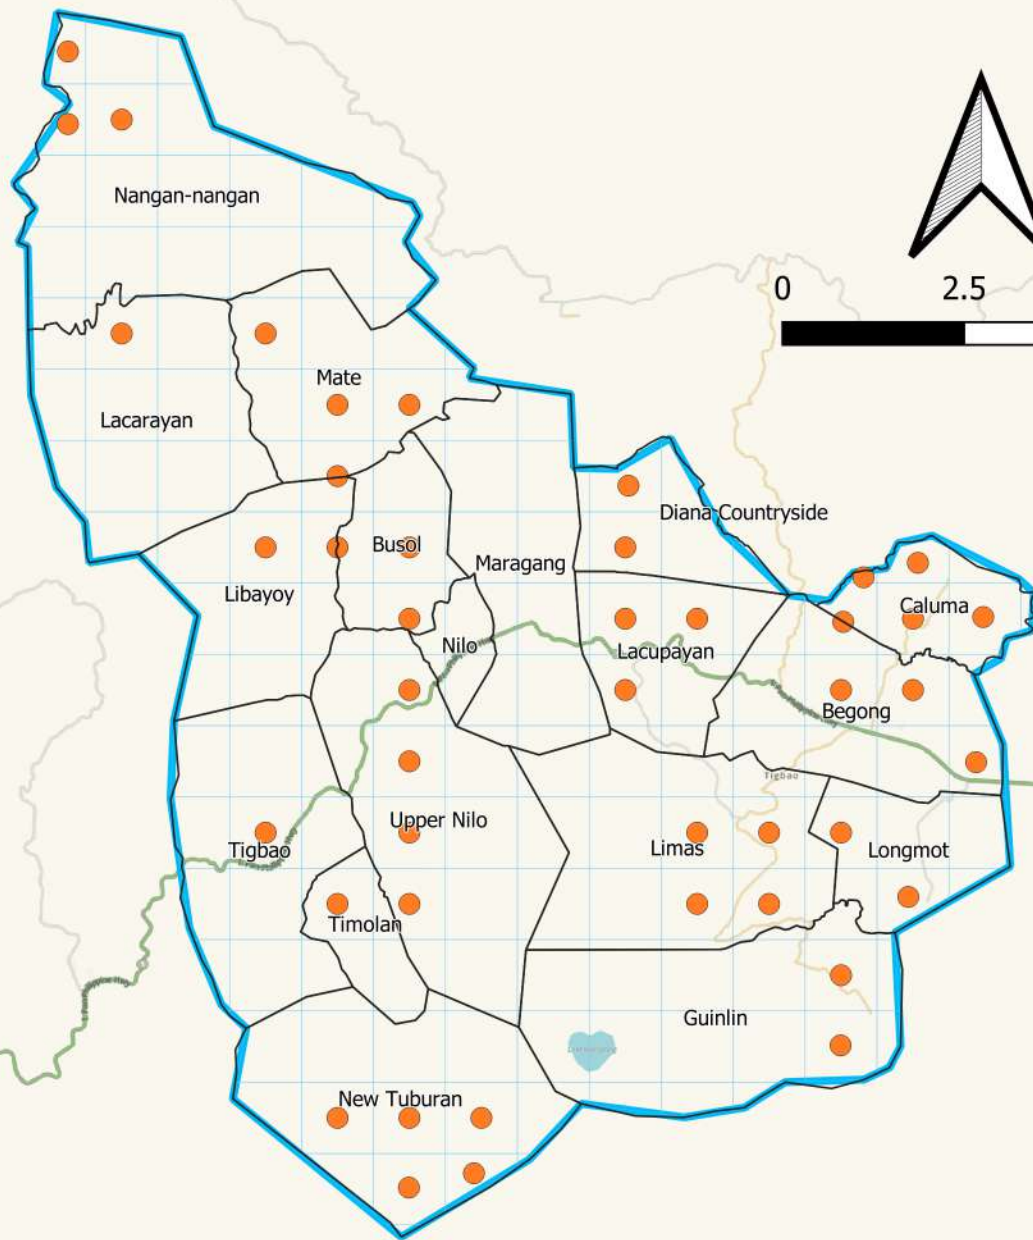 Nangan-nangan
0 2.5
Mate
Lacarayan
Diana Countryside
Busol
Maragang
Libayoy
Caluma
Nilo
Lacupayan
Begong
Tigbao
Upper Nilo
Limas
Longmot
Tigbao
Timolan
Guinlin
New Tuburan